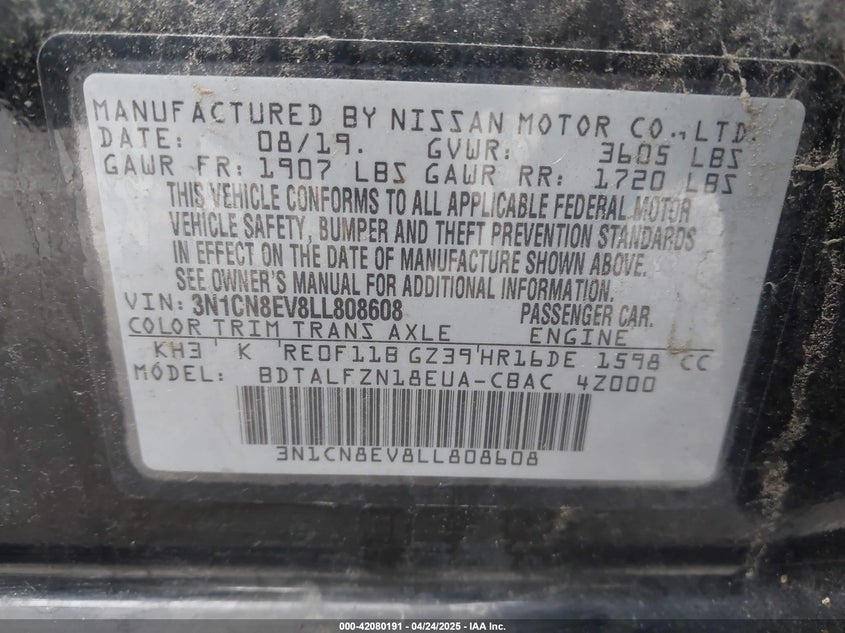 MANUFACTURED BY NISSAN MOTOR CO., LTD.
DATE: 08/19. GVWR: 3605 LBS
GAWR FR: 1907 LBS GAWR RR: 1720 LBS
THIS VEHICLE CONFORMS TO ALL APPLICABLE FEDERAL MOTOR
VEHICLE SAFETY, BUMPER AND THEFT PREVENTION STANDARDS
IN EFFECT ON THE DATE OF MANUFACTURE SHOWN ABOVE.
SEE OWNER'S MANUAL FOR ADDITIONAL INFORMATION.
VIN: 3N1CN8EV8LL808608 PASSENGER CAR.
COLOR TRIM TRANS AXLE ENGINE
KH3 K RE0F11B GZ39 HR16DE 1598 CC
MODEL: BDTALFZN18EUA-CBAC 4Z000
3N1CN8EV8LL808608
000-42080191 - 04/24/2025 - IAA Inc.